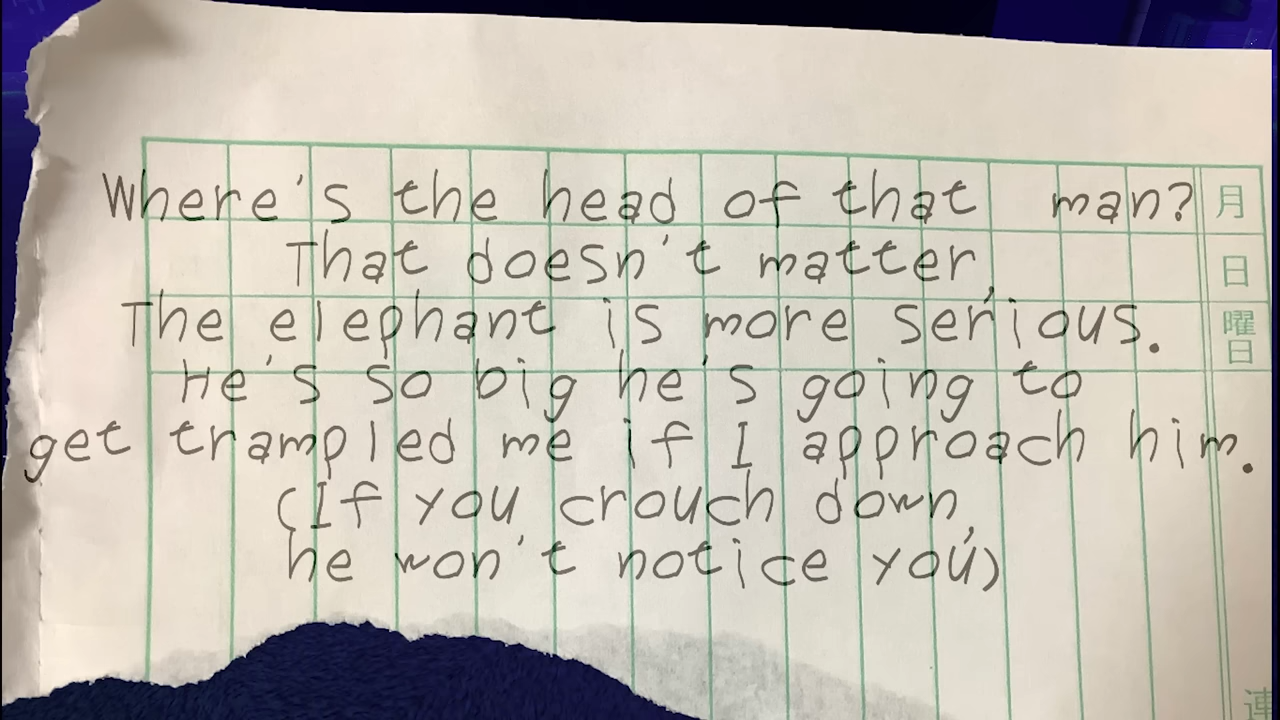 Where's the head of that man?
That doesn't matter,
The elephant is more serious.
He's so big he's going to
get trampled me if I approach him.
(If you crouch down,
he won't notice you)
月
日
曜
日
連